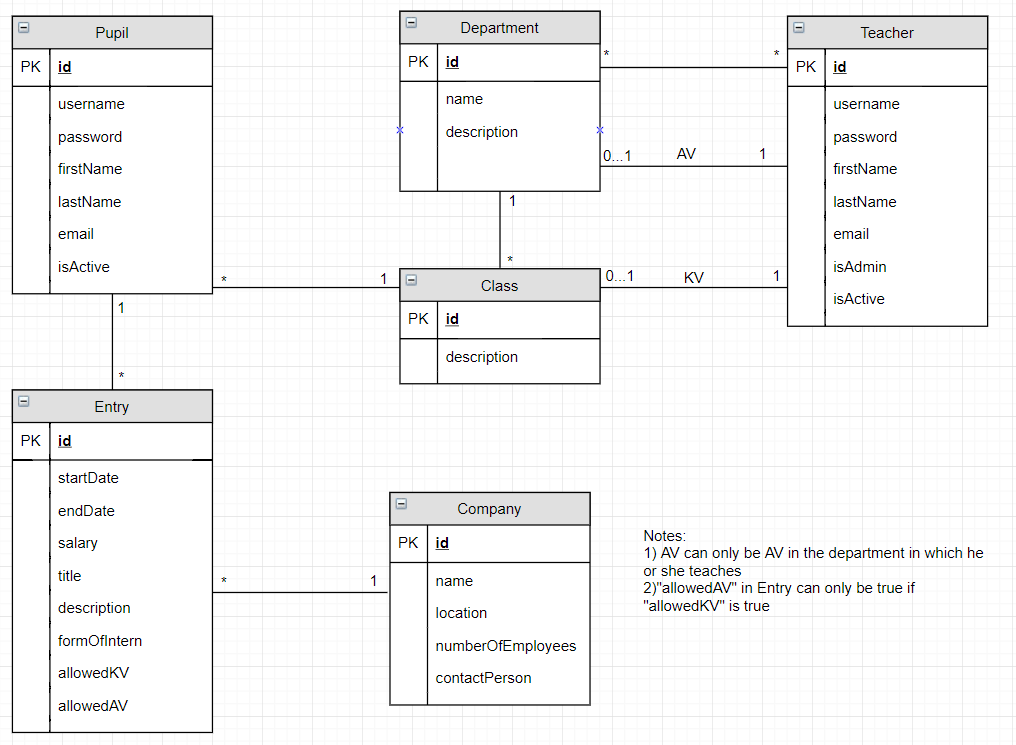 Pupil
PK id
username
password
firstName
lastName
email
isActive
Department
PK id
name
description
Teacher
PK id
username
password
firstName
lastName
email
isAdmin
isActive
* *
0...1 AV 1
1
*
* 1
0...1 KV 1
Class
PK id
description
1
*
Entry
PK id
startDate
endDate
salary
title
description
formOfIntern
allowedKV
allowedAV
* 1
Company
PK id
name
location
numberOfEmployees
contactPerson
Notes:
1) AV can only be AV in the department in which he
or she teaches
2)"allowedAV" in Entry can only be true if
"allowedKV" is true